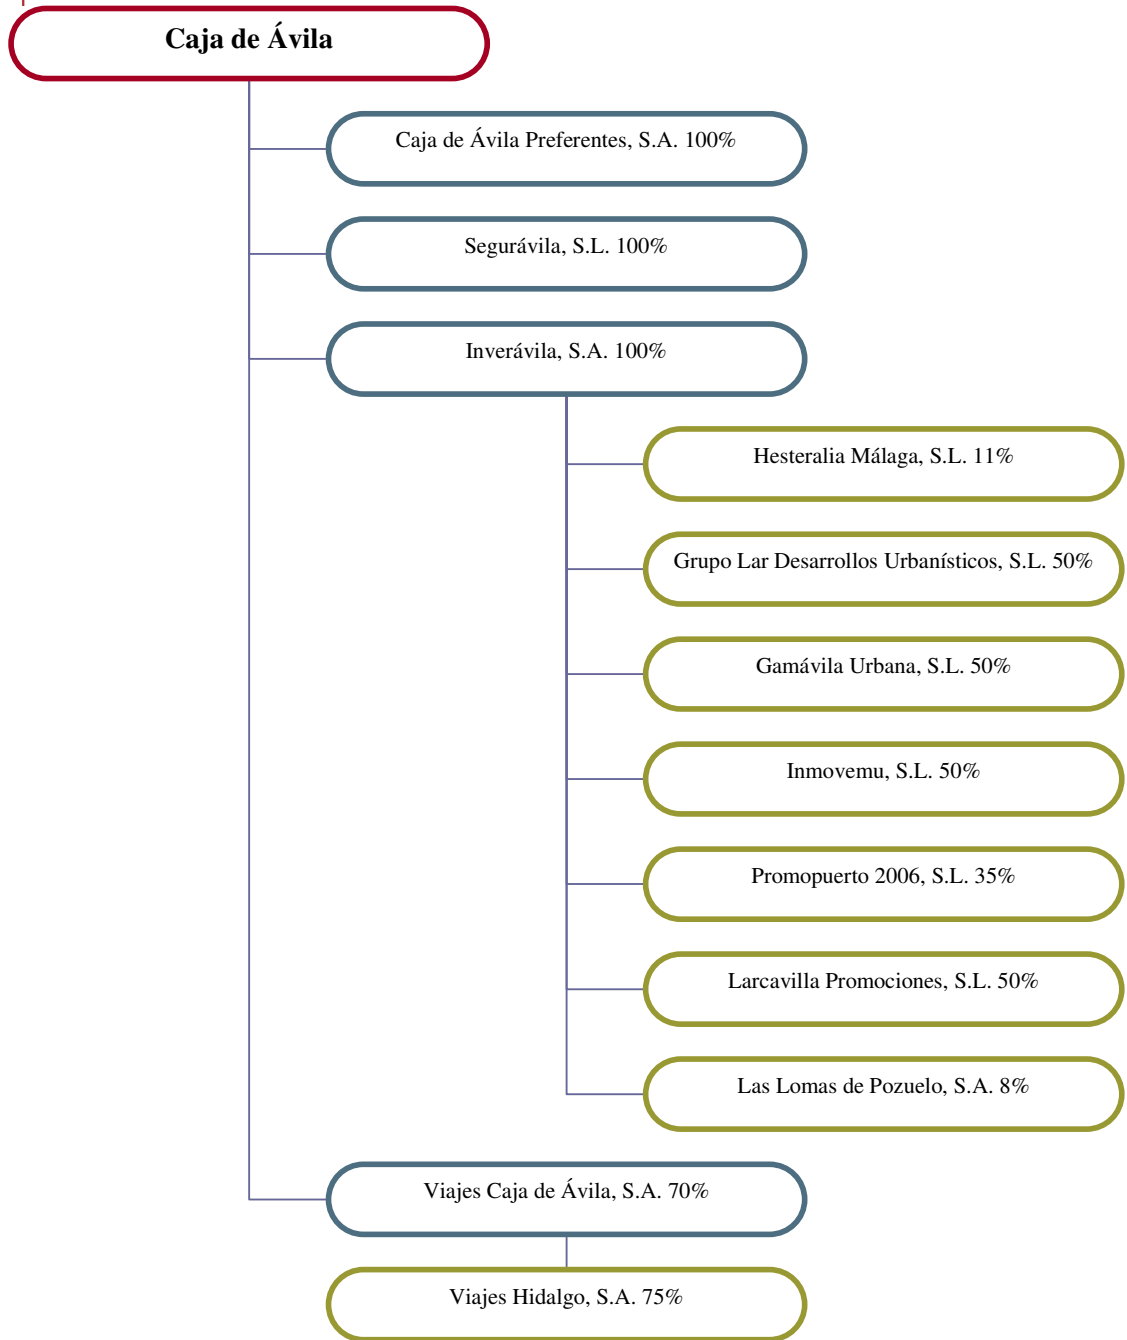 Caja de Ávila
Caja de Ávila Preferentes, S.A. 100%
Segurávila, S.L. 100%
Inverávila, S.A. 100%
Hesteralia Málaga, S.L. 11%
Grupo Lar Desarrollos Urbanísticos, S.L. 50%
Gamávila Urbana, S.L. 50%
Inmovemu, S.L. 50%
Promopuerto 2006, S.L. 35%
Larcavilla Promociones, S.L. 50%
Las Lomas de Pozuelo, S.A. 8%
Viajes Caja de Ávila, S.A. 70%
Viajes Hidalgo, S.A. 75%